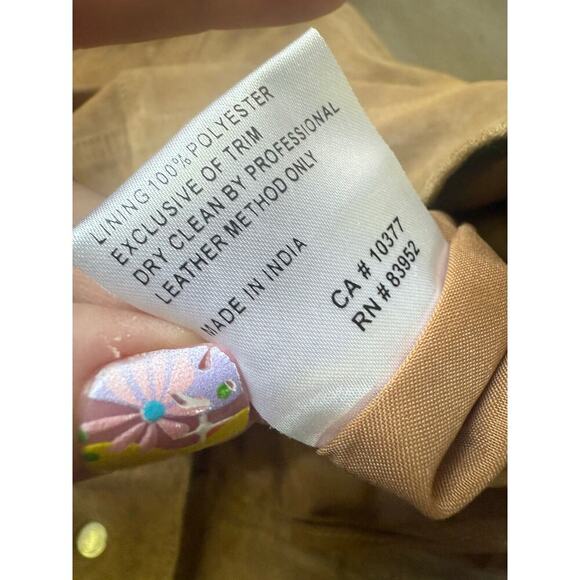 LINING 100% POLYESTER
EXCLUSIVE OF TRIM
DRY CLEAN BY PROFESSIONAL
LEATHER METHOD ONLY
MADE IN INDIA
CA # 10377
RN # 83952